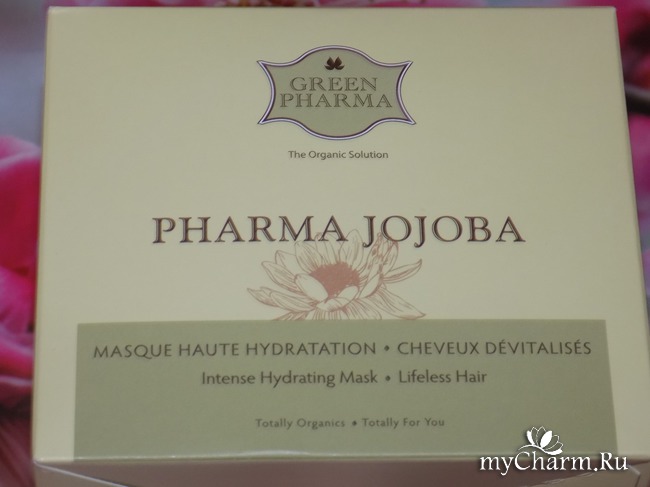 GREEN
PHARMA
The Organic Solution
PHARMA JOJOBA
MASQUE HAUTE HYDRATATION • CHEVEUX DÉVITALISÉS
Intense Hydrating Mask • Lifeless Hair
Totally Organics • Totally For You
myCharm.Ru